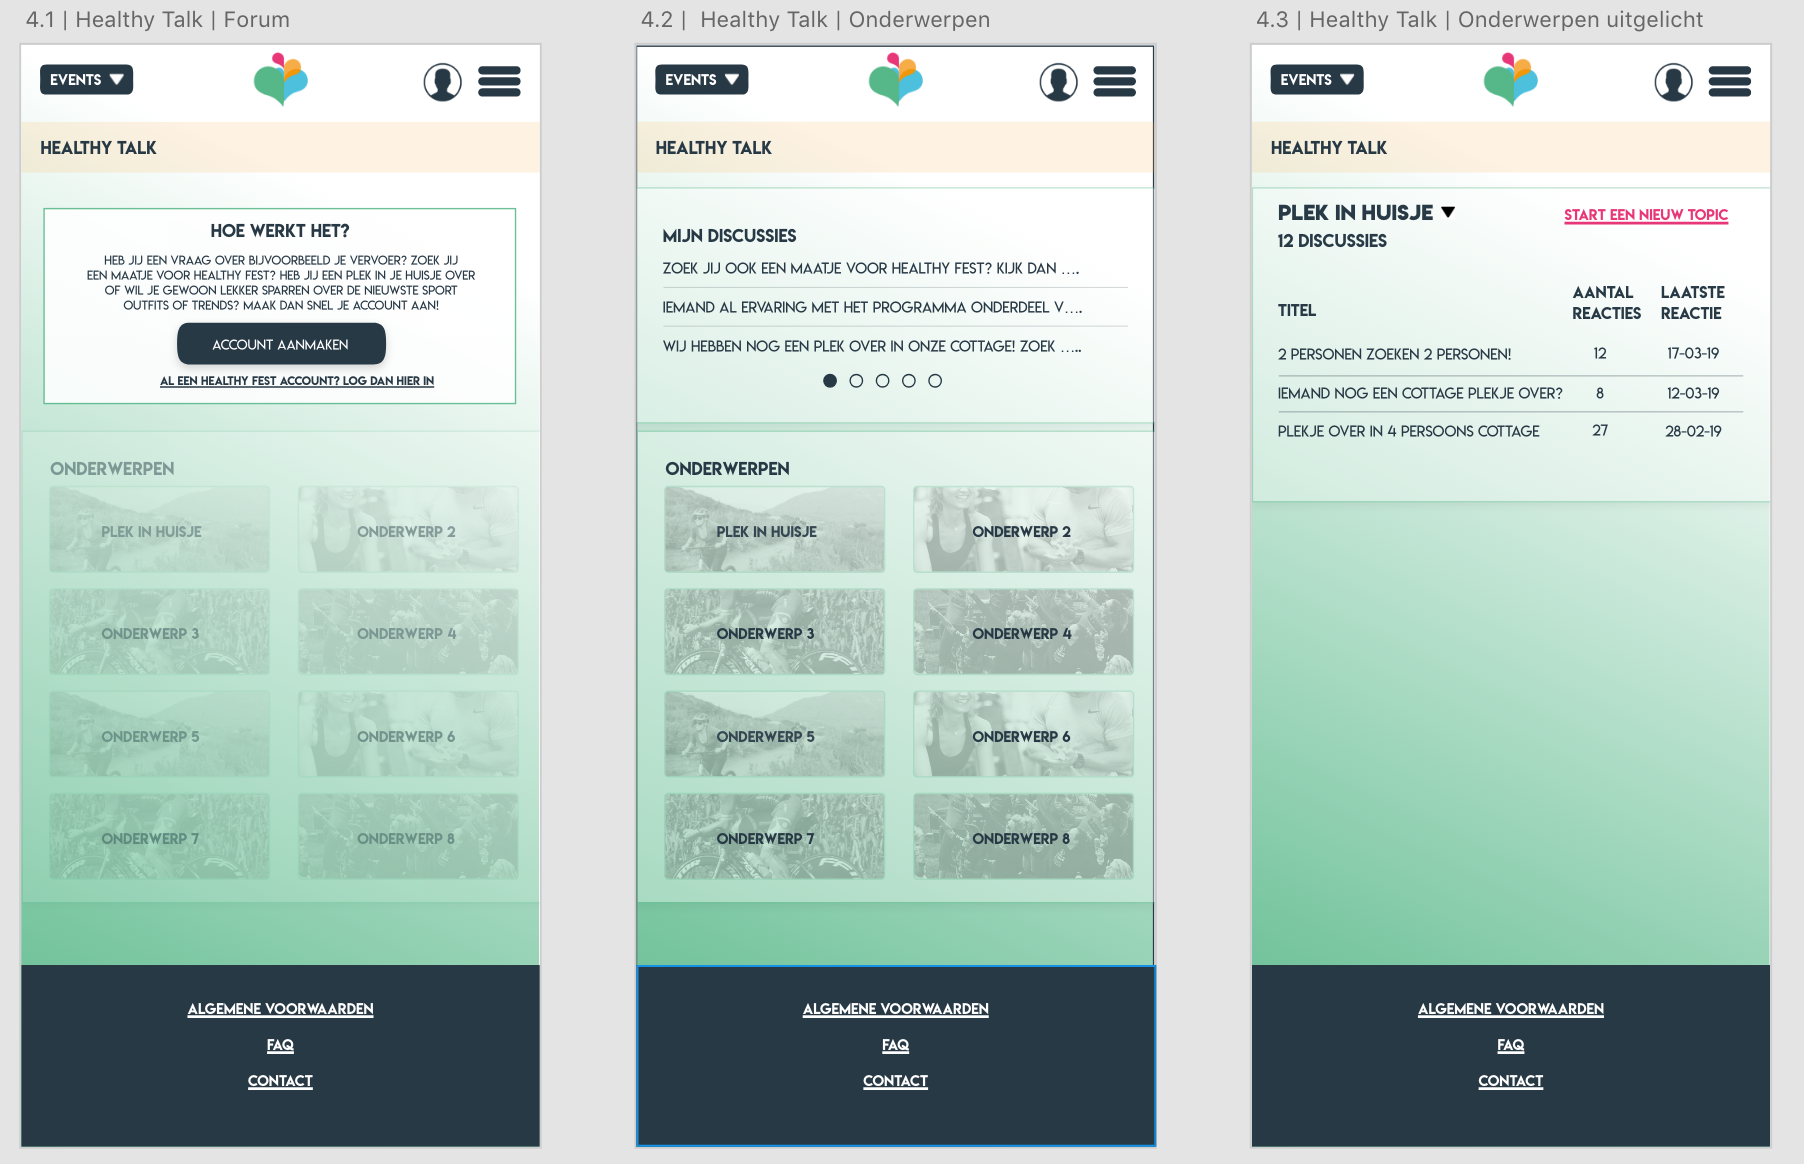 4.1 | Healthy Talk | Forum
EVENTS
HEALTHY TALK
HOE WERKT HET?
HEB JIJ EEN VRAAG OVER BIJVOORBEELD JE VERVOER? ZOEK JIJ
EEN MAATJE VOOR HEALTHY FEST? HEB JIJ EEN PLEK IN JE HUISJE OVER
OF WIL JE GEWOON LEKKER SPARREN OVER DE NIEUWSTE SPORT
OUTFITS OF TRENDS? MAAK DAN SNEL JE ACCOUNT AAN!
ACCOUNT AANMAKEN
AL EEN HEALTHY FEST ACCOUNT? LOG DAN HIER IN
ONDERWERPEN
PLEK IN HUISJE
ONDERWERP 2
ONDERWERP 3
ONDERWERP 4
ONDERWERP 5
ONDERWERP 6
ONDERWERP 7
ONDERWERP 8
ALGEMENE VOORWAARDEN
FAQ
CONTACT
4.2 | Healthy Talk | Onderwerpen
EVENTS
HEALTHY TALK
MIJN DISCUSSIES
ZOEK JIJ OOK EEN MAATJE VOOR HEALTHY FEST? KIJK DAN ....
IEMAND AL ERVARING MET HET PROGRAMMA ONDERDEEL V....
WIJ HEBBEN NOG EEN PLEK OVER IN ONZE COTTAGE! ZOEK .....
ONDERWERPEN
PLEK IN HUISJE
ONDERWERP 2
ONDERWERP 3
ONDERWERP 4
ONDERWERP 5
ONDERWERP 6
ONDERWERP 7
ONDERWERP 8
ALGEMENE VOORWAARDEN
FAQ
CONTACT
4.3 | Healthy Talk | Onderwerpen uitgelicht
EVENTS
HEALTHY TALK
PLEK IN HUISJE
START EEN NIEUW TOPIC
12 DISCUSSIES
TITEL
AANTAL REACTIES
LAATSTE REACTIE
2 PERSONEN ZOEKEN 2 PERSONEN! 12 17-03-19
IEMAND NOG EEN COTTAGE PLEKJE OVER? 8 12-03-19
PLEKJE OVER IN 4 PERSOONS COTTAGE 27 28-02-19
ALGEMENE VOORWAARDEN
FAQ
CONTACT